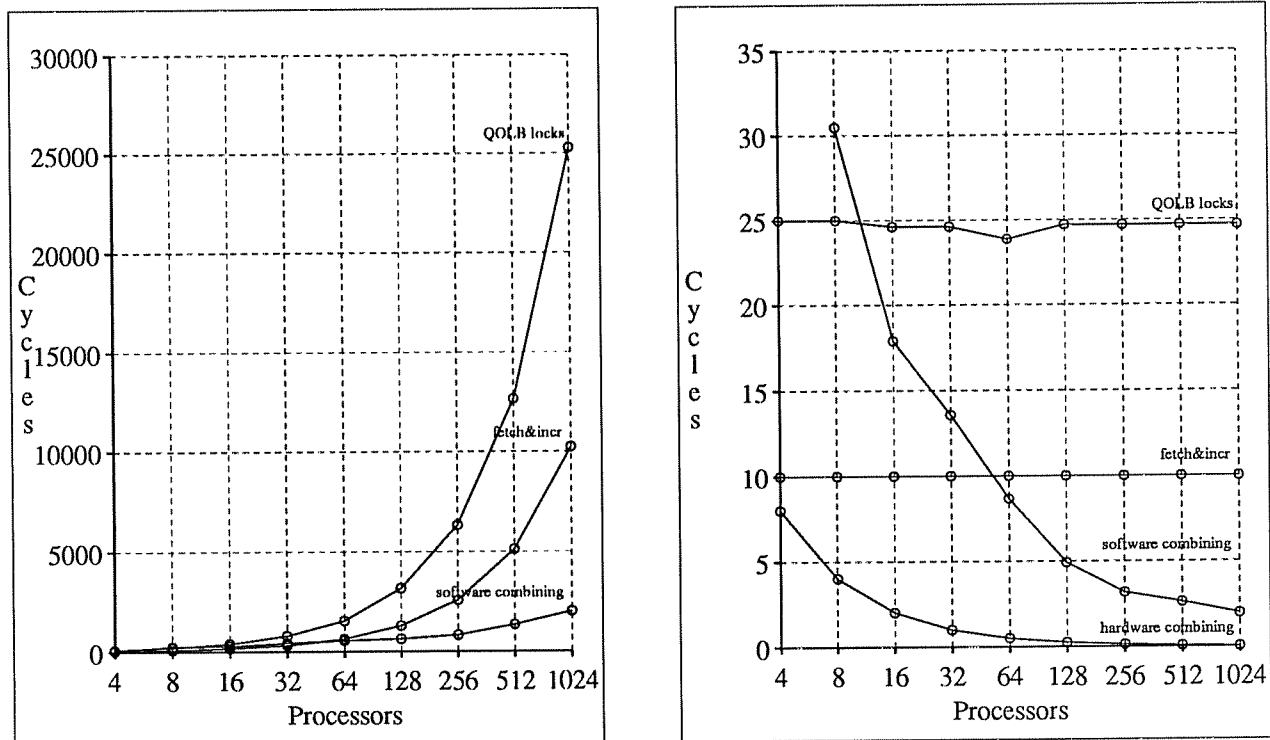 30000
25000
20000
15000
10000
5000
0
Cycles
QOLB locks
fetch&incr
software combining
4 8 16 32 64 128 256 512 1024
Processors
35
30
25
20
15
10
5
0
Cycles
QOLB locks
fetch&incr
software combining
hardware combining
4 8 16 32 64 128 256 512 1024
Processors